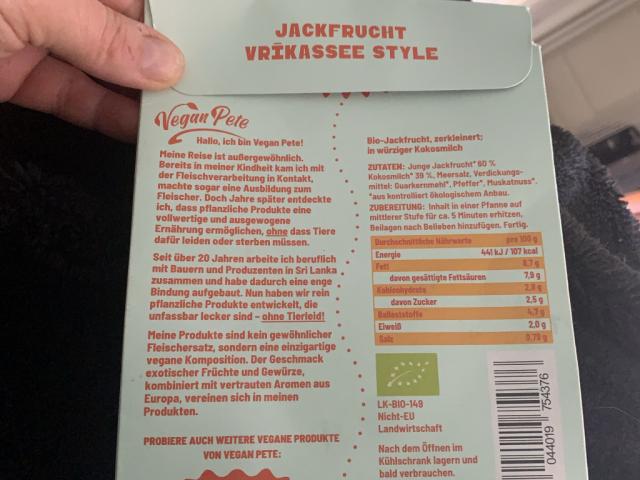 JACKFRUCHT
VRĪKASSEE STYLE
Vegan Pete
Hallo, ich bin Vegan Pete!
Meine Reise ist außergewöhnlich.
Bereits in meiner Kindheit kam ich mit
der Fleischverarbeitung in Kontakt,
machte sogar eine Ausbildung zum
Fleischer. Doch Jahre später entdeckte
ich, dass pflanzliche Produkte eine
vollwertige und ausgewogene
Ernährung ermöglichen, ohne dass Tiere
dafür leiden oder sterben müssen.
Seit über 20 Jahren arbeite ich beruflich
mit Bauern und Produzenten in Sri Lanka
zusammen und habe dadurch eine enge
Bindung aufgebaut. Nun haben wir rein
pflanzliche Produkte entwickelt, die
unfassbar lecker sind – ohne Tierleid!
Meine Produkte sind kein gewöhnlicher
Fleischersatz, sondern eine einzigartige
vegane Komposition. Der Geschmack
exotischer Früchte und Gewürze,
kombiniert mit vertrauten Aromen aus
Europa, vereinen sich in meinen
Produkten.
PROBIERE AUCH WEITERE VEGANE PRODUKTE
VON VEGAN PETE:
Bio-Jackfrucht, zerkleinert;
in würziger Kokosmilch
ZUTATEN: Junge Jackfrucht* 60 %
Kokosmilch* 39 %, Meersalz, Verdickungs-
mittel: Guarkernmehl*, Pfeffer*, Muskatnuss*.
*aus kontrolliert ökologischem Anbau.
ZUBEREITUNG: Inhalt in einer Pfanne auf
mittlerer Stufe für ca. 5 Minuten erhitzen,
Beilagen nach Belieben hinzufügen. Fertig.
Durchschnittliche Nährwerte pro 100 g
Energie 441 kJ / 107 kcal
Fett 8,7 g
davon gesättigte Fettsäuren 7,9 g
Kohlenhydrate 2,8 g
davon Zucker 2,5 g
Ballaststoffe 4,7 g
Eiweiß 2,0 g
Salz 0,78 g
LK-BIO-149
Nicht-EU
Landwirtschaft
Nach dem Öffnen im
Kühlschrank lagern und
bald verbrauchen.
044019 754376